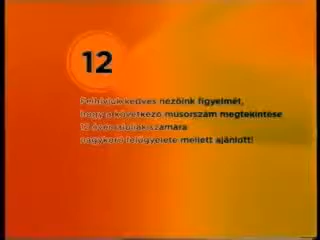 12
Felhívjuk kedves nézőink figyelmét,
hogy a következő műsorszám megtekintése
12 éven aluliak számára
nagykorú felügyelete mellett ajánlott!